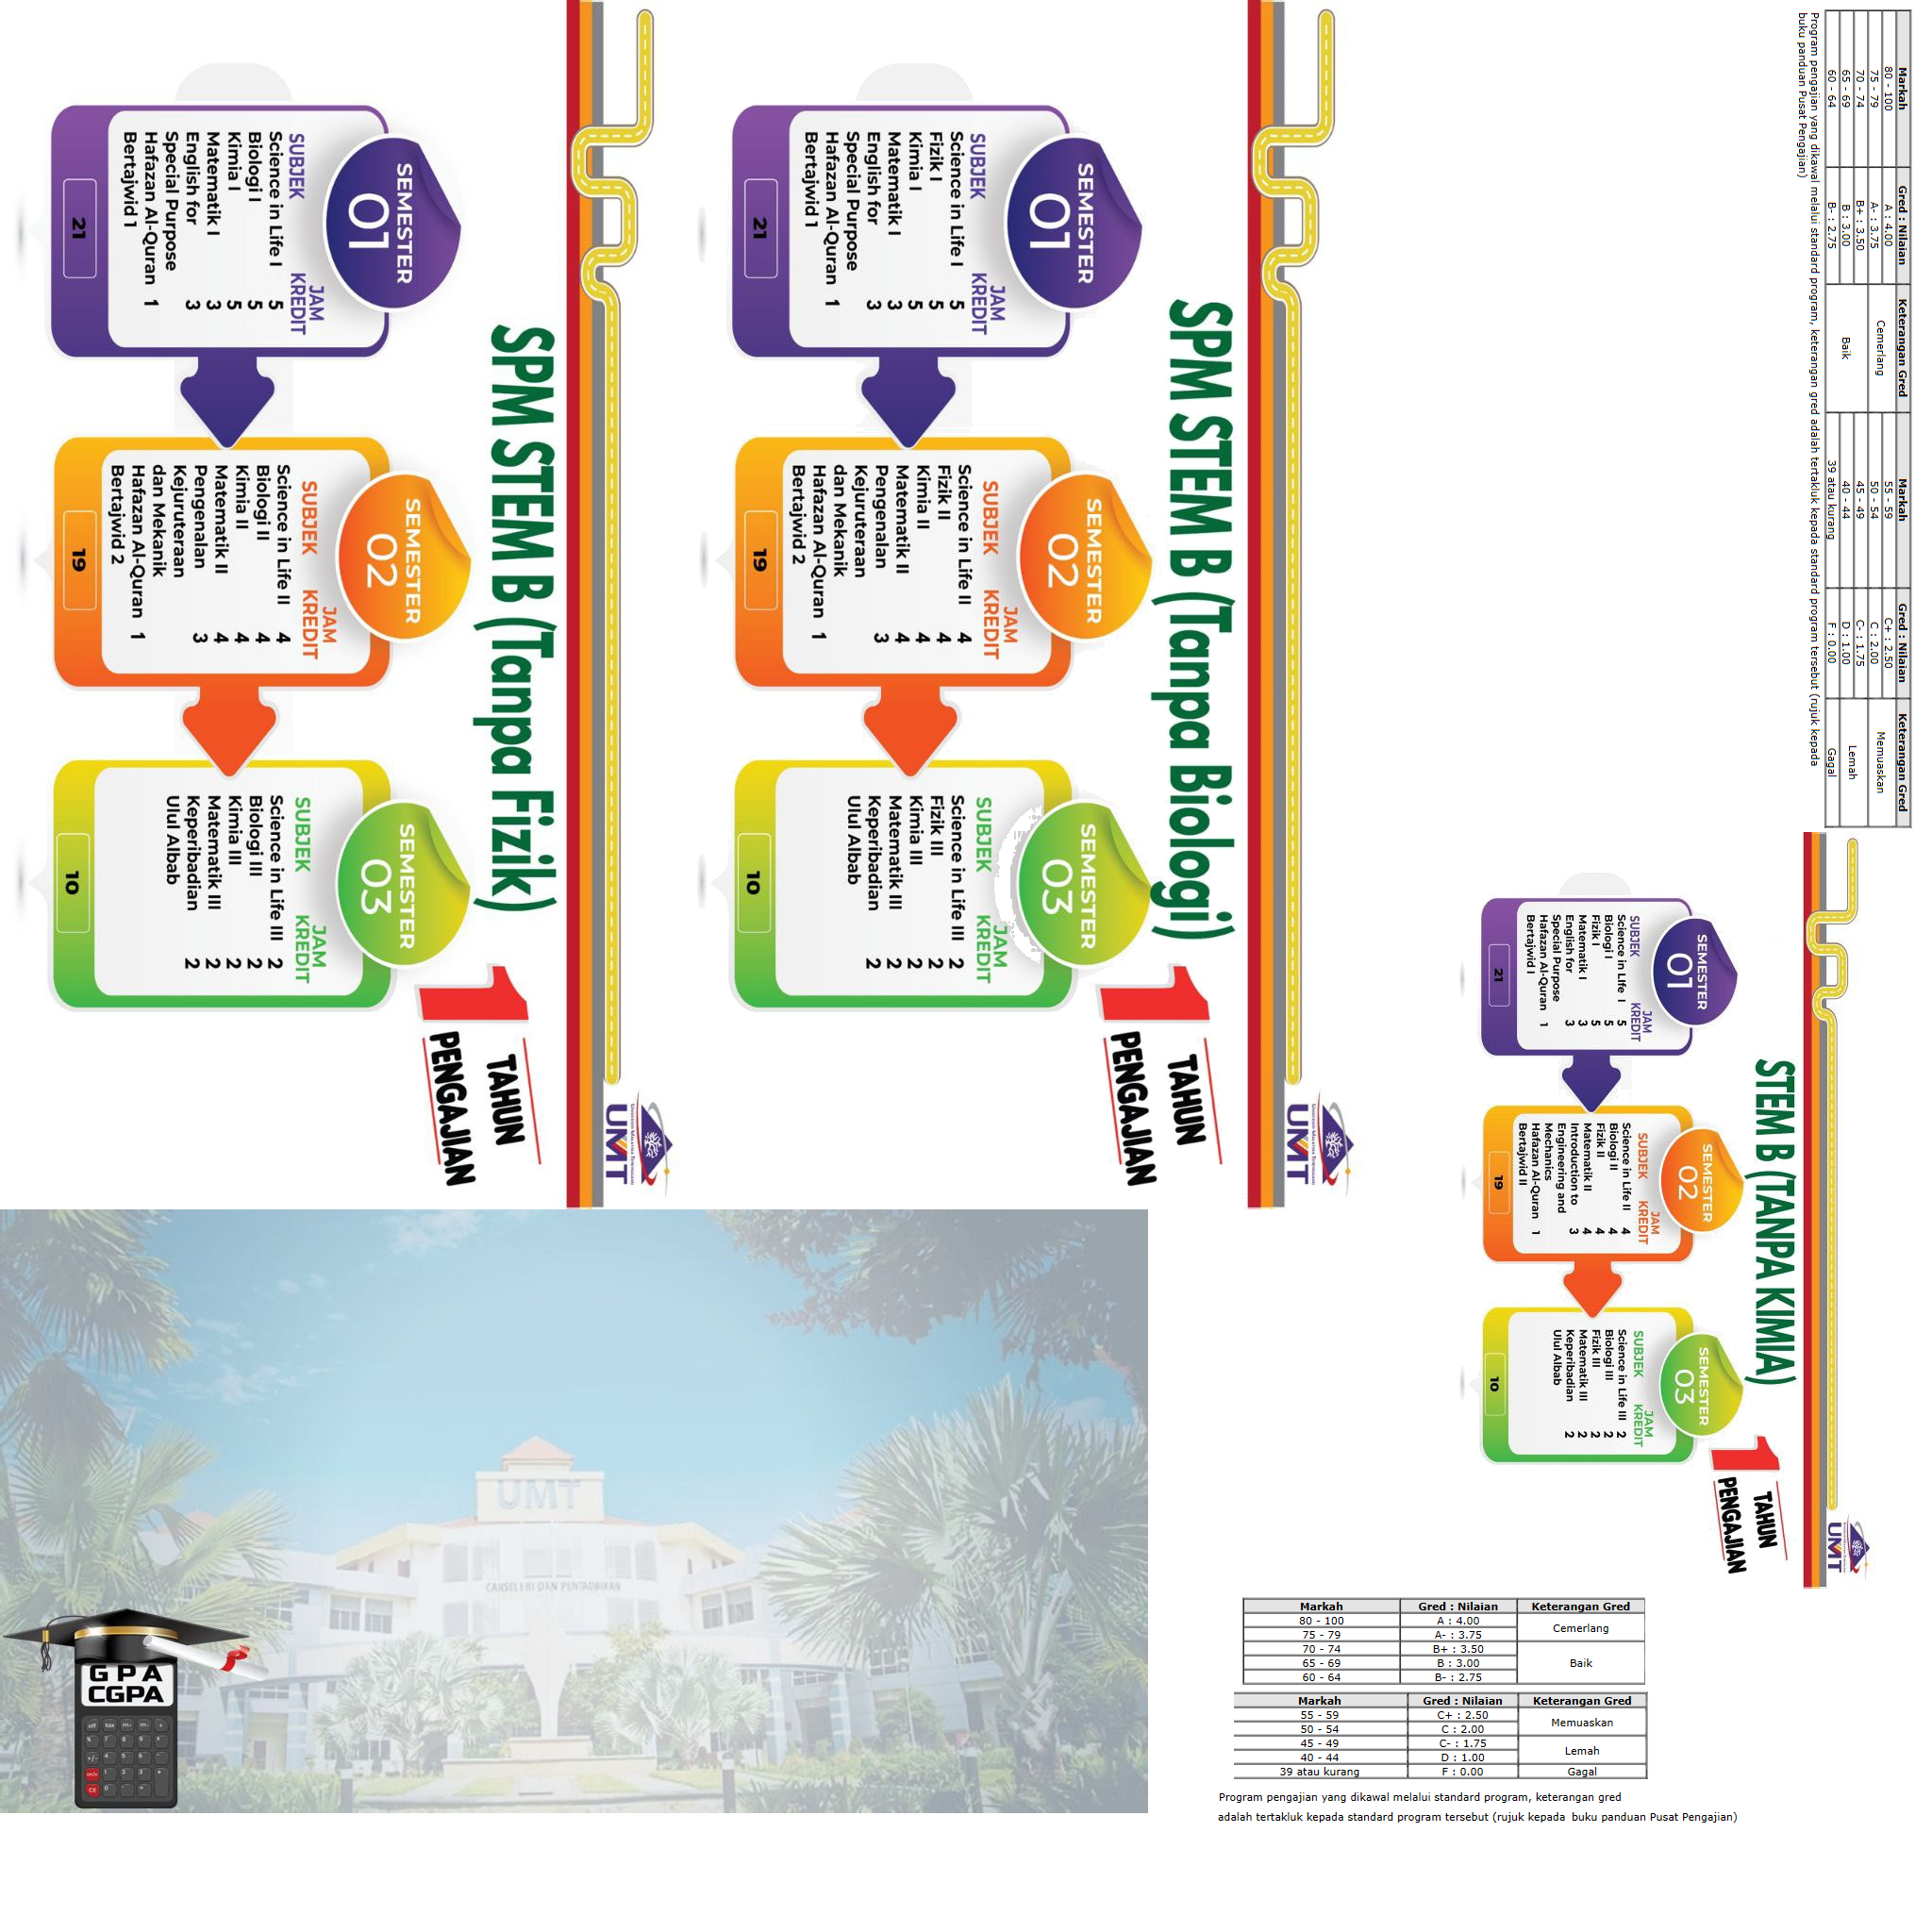 SPM STEM B (Tanpa Fizik)
1
TAHUN
PENGAJIAN
UMT
SEMESTER
01
SUBJEK JAM KREDIT
Science in Life I 5
Biologi I 5
Kimia I 5
Matematik I 3
English for
Special Purpose 3
Hafazan Al-Quran 1
Bertajwid 1
21
SEMESTER
02
SUBJEK JAM KREDIT
Science in Life II 4
Biologi II 4
Kimia II 4
Matematik II 4
Pengenalan 3
Kejuruteraan
dan Mekanik
Hafazan Al-Quran 1
Bertajwid 2
19
SEMESTER
03
SUBJEK JAM KREDIT
Science in Life III 2
Biologi III 2
Kimia III 2
Matematik III 2
Keperibadian 2
Ulul Albab
10
SPM STEM B (Tanpa Biologi)
1
TAHUN
PENGAJIAN
UMT
SEMESTER
01
SUBJEK JAM KREDIT
Science in Life I 5
Fizik I 5
Kimia I 5
Matematik I 3
English for 3
Special Purpose
Hafazan Al-Quran 1
Bertajwid 1
21
SEMESTER
02
SUBJEK JAM KREDIT
Science in Life II 4
Fizik II 4
Kimia II 4
Matematik II 4
Pengenalan 3
Kejuruteraan
dan Mekanik
Hafazan Al-Quran 1
Bertajwid 2
19
SEMESTER
03
SUBJEK JAM KREDIT
Science in Life III 2
Fizik III 2
Kimia III 2
Matematik III 2
Keperibadian 2
Ulul Albab
10
Markah Gred : Nilaian Keterangan Gred Markah Gred : Nilaian Keterangan Gred
80 - 100 A : 4.00 Cemerlang 55 - 59 C+ : 2.50 Memuaskan
75 - 79 A- : 3.75 50 - 54 C : 2.00
70 - 74 B+ : 3.50 Baik 45 - 49 C- : 1.75 Lemah
65 - 69 B : 3.00 40 - 44 D : 1.00
60 - 64 B- : 2.75 39 atau kurang F : 0.00 Gagal
Program pengajian yang dikawal melalui standard program, keterangan gred adalah tertakluk kepada standard program tersebut (rujuk kepada
buku panduan Pusat Pengajian)
STEM B (TANPA KIMIA)
1
TAHUN
PENGAJIAN
UMT
SEMESTER
01
SUBJEK JAM KREDIT
Science in Life I 5
Biologi I 5
Fizik I 5
Matematik I 3
English for 3
Special Purpose
Hafazan Al-Quran 1
Bertajwid I
21
SEMESTER
02
SUBJEK JAM KREDIT
Science in Life II 4
Biologi II 4
Fizik II 4
Matematik II 4
Introduction to 3
Engineering and
Mechanics
Hafazan Al-Quran 1
Bertajwid II
19
SEMESTER
03
SUBJEK JAM KREDIT
Science in Life III 2
Biologi III 2
Fizik III 2
Matematik III 2
Keperibadian 2
Ulul Albab
10
UMT
CANSELERI DAN PENTADBIRAN
GPA
CGPA
Markah Gred : Nilaian Keterangan Gred
80 - 100 A : 4.00 Cemerlang
75 - 79 A- : 3.75
70 - 74 B+ : 3.50 Baik
65 - 69 B : 3.00
60 - 64 B- : 2.75
Markah Gred : Nilaian Keterangan Gred
55 - 59 C+ : 2.50 Memuaskan
50 - 54 C : 2.00
45 - 49 C- : 1.75 Lemah
40 - 44 D : 1.00
39 atau kurang F : 0.00 Gagal
Program pengajian yang dikawal melalui standard program, keterangan gred
adalah tertakluk kepada standard program tersebut (rujuk kepada buku panduan Pusat Pengajian)